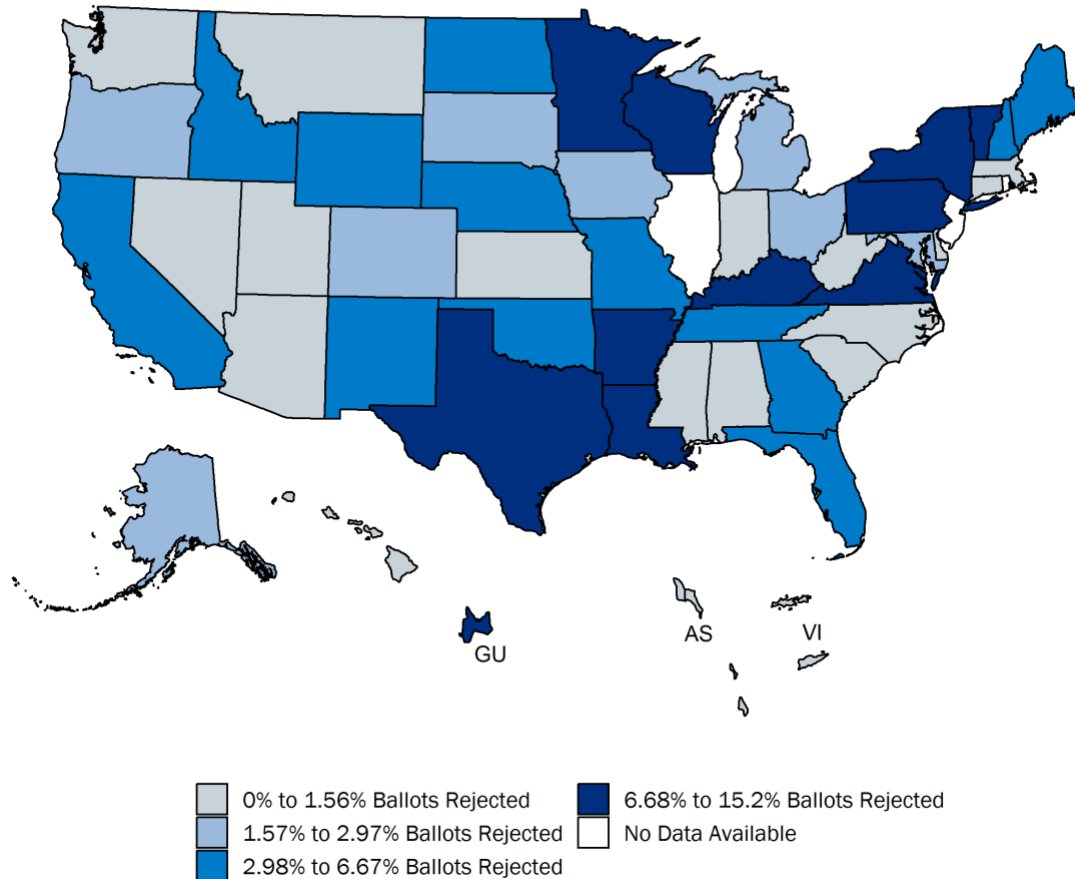 GU
AS
VI
0% to 1.56% Ballots Rejected
1.57% to 2.97% Ballots Rejected
2.98% to 6.67% Ballots Rejected
6.68% to 15.2% Ballots Rejected
No Data Available